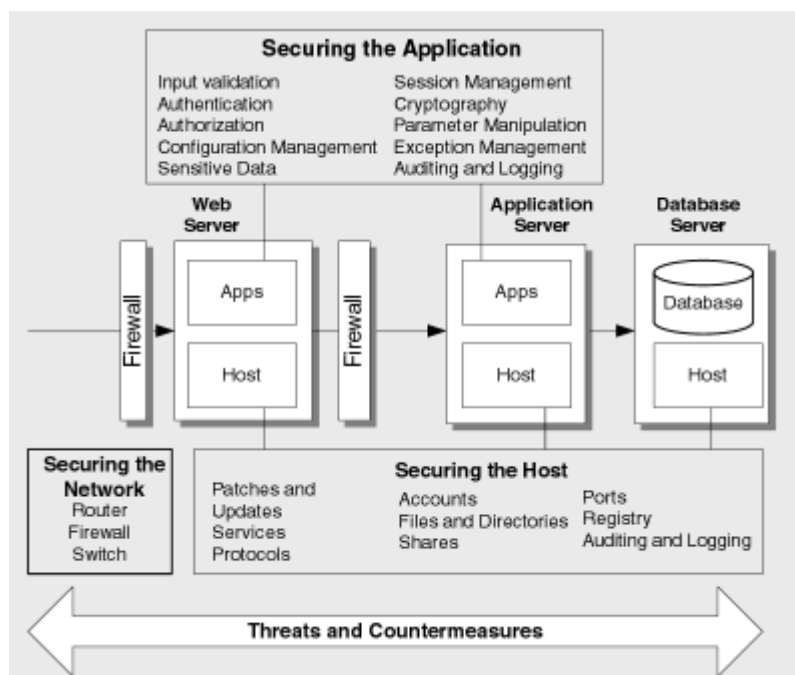 Securing the Application
Input validation
Authentication
Authorization
Configuration Management
Sensitive Data
Session Management
Cryptography
Parameter Manipulation
Exception Management
Auditing and Logging
Web
Server
Application
Server
Database
Server
Firewall
Apps
Host
Firewall
Apps
Host
Database
Host
Securing the
Network
Router
Firewall
Switch
Securing the Host
Patches and
Updates
Services
Protocols
Accounts
Files and Directories
Shares
Ports
Registry
Auditing and Logging
Threats and Countermeasures